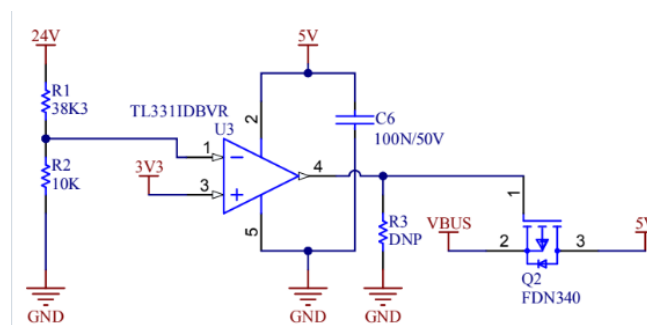 24V
5V
R1
38K3
TL331IDBVR
U3
C6
100N/50V
2
1
4
3V3
3
R2
10K
1
R3
DNP
VBUS
5V
5
2
3
Q2
FDN340
GND
GND
GND